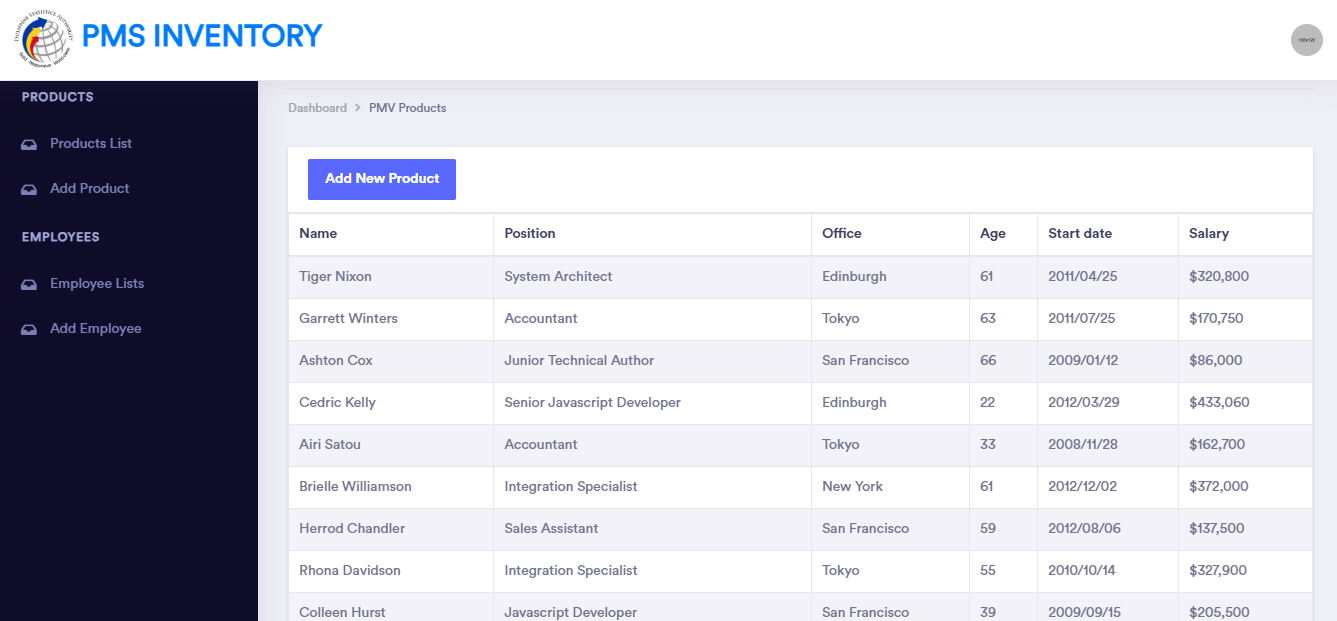 PHILIPPINE STATISTICS AUTHORITY
PMS INVENTORY
PRODUCTS
Products List
Add Product
EMPLOYEES
Employee Lists
Add Employee
Dashboard > PMV Products
Add New Product
Name Position Office Age Start date Salary
Tiger Nixon System Architect Edinburgh 61 2011/04/25 $320,800
Garrett Winters Accountant Tokyo 63 2011/07/25 $170,750
Ashton Cox Junior Technical Author San Francisco 66 2009/01/12 $86,000
Cedric Kelly Senior Javascript Developer Edinburgh 22 2012/03/29 $433,060
Airi Satou Accountant Tokyo 33 2008/11/28 $162,700
Brielle Williamson Integration Specialist New York 61 2012/12/02 $372,000
Herrod Chandler Sales Assistant San Francisco 59 2012/08/06 $137,500
Rhona Davidson Integration Specialist Tokyo 55 2010/10/14 $327,900
Colleen Hurst Javascript Developer San Francisco 39 2009/09/15 $205,500